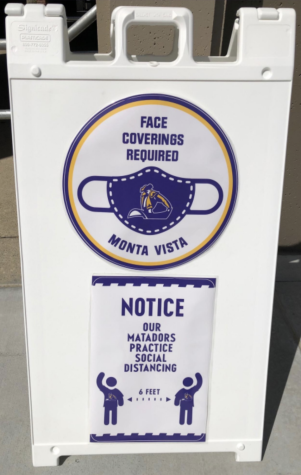 FACE
COVERINGS
REQUIRED
MONTA VISTA
NOTICE
OUR
MATADORS
PRACTICE
SOCIAL
DISTANCING
6 FEET